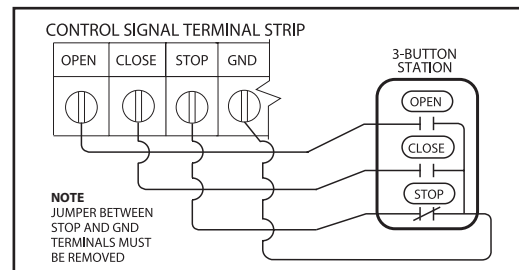 CONTROL SIGNAL TERMINAL STRIP
OPEN CLOSE STOP GND
3-BUTTON
STATION
OPEN
CLOSE
STOP
NOTE
JUMPER BETWEEN
STOP AND GND
TERMINALS MUST
BE REMOVED